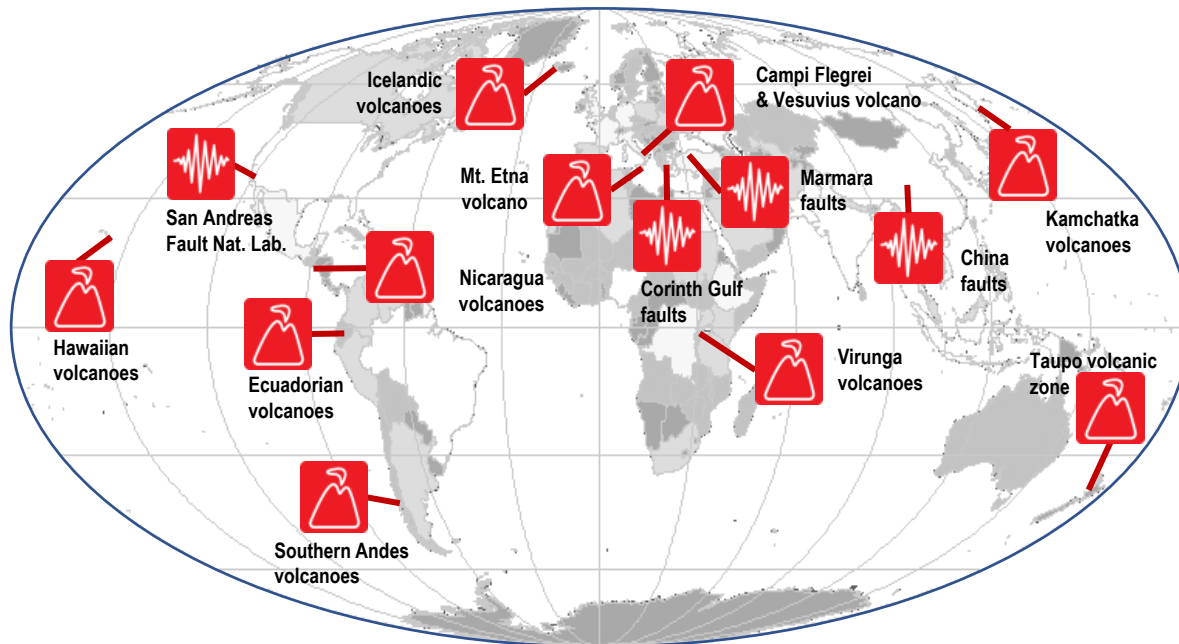 Icelandic
volcanoes
Campi Flegrei
& Vesuvius volcano
San Andreas
Fault Nat. Lab.
Mt. Etna
volcano
Marmara
faults
Kamchatka
volcanoes
China
faults
Nicaragua
volcanoes
Corinth Gulf
faults
Hawaiian
volcanoes
Ecuadorian
volcanoes
Virunga
volcanoes
Taupo volcanic
zone
Southern Andes
volcanoes